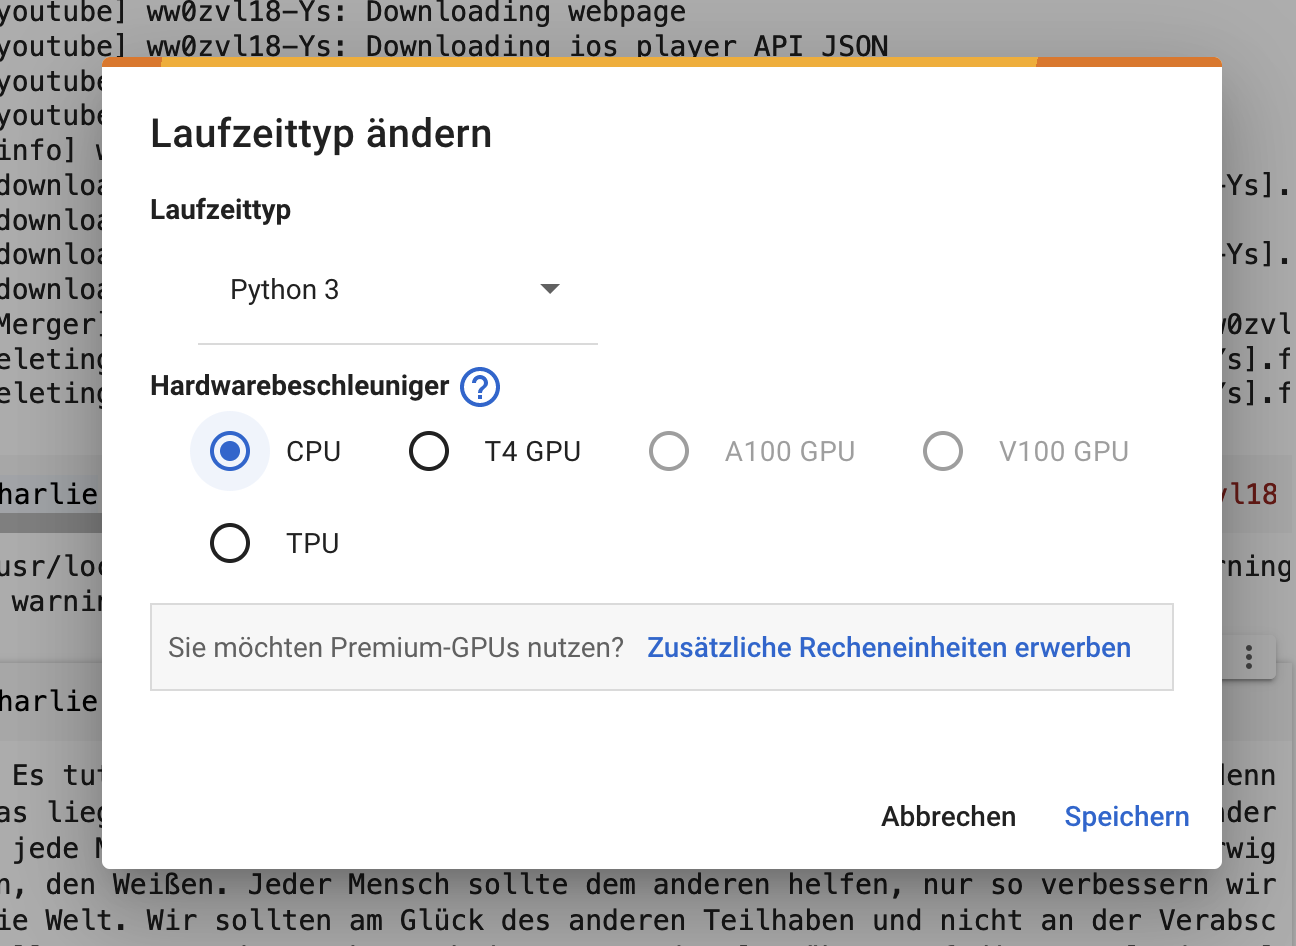 youtube] ww0zvl18-Ys: Downloading webpage
youtube] ww0zvl18-Ys: Downloading ios player API JSON
youtube
youtube
info]
Laufzeittyp ändern
downloa
-Ys].
Laufzeittyp
downloa
downloa
-Ys].
Python 3
downloa
Merger]
w0zvl
eleting
Ys].f
Hardwarebeschleuniger ?
eleting
Ys].f
CPU
T4 GPU
A100 GPU
V100 GPU
harlie
vl18
TPU
usr/loc
rning
warnin
Sie möchten Premium-GPUs nutzen? Zusätzliche Recheneinheiten erwerben
harlie
Es tut
denn
as lieg
nder
Abbrechen Speichern
jede M
rwig
n, den Weißen. Jeder Mensch sollte dem anderen helfen, nur so verbessern wir
ie Welt. Wir sollten am Glück des anderen Teilhaben und nicht an der Verabsc